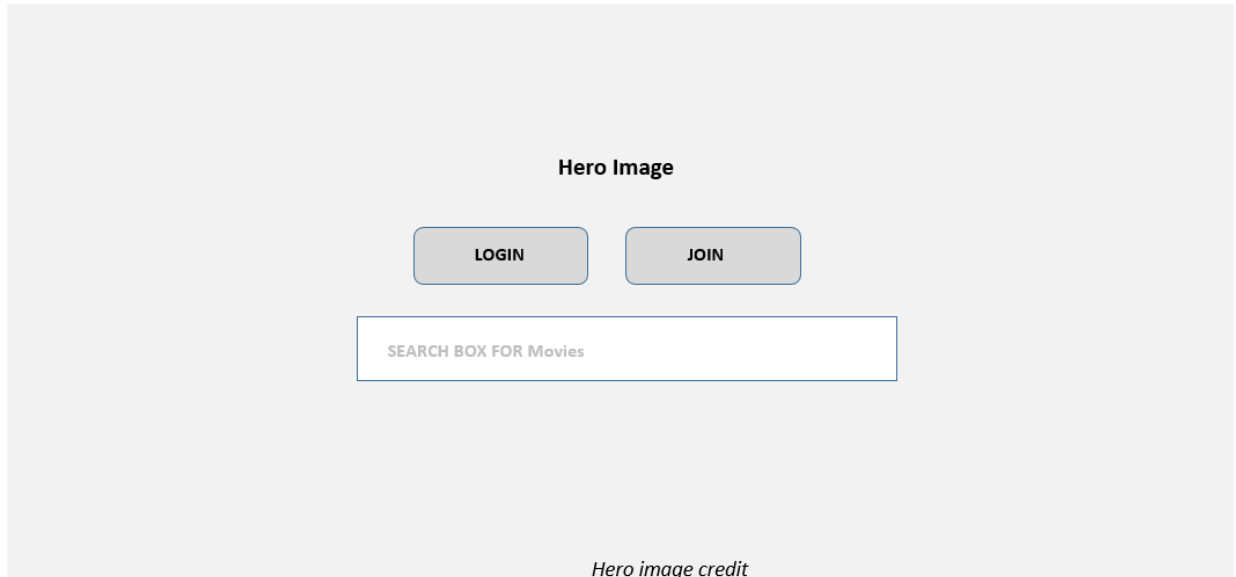 Hero Image
LOGIN JOIN
SEARCH BOX FOR Movies
Hero image credit